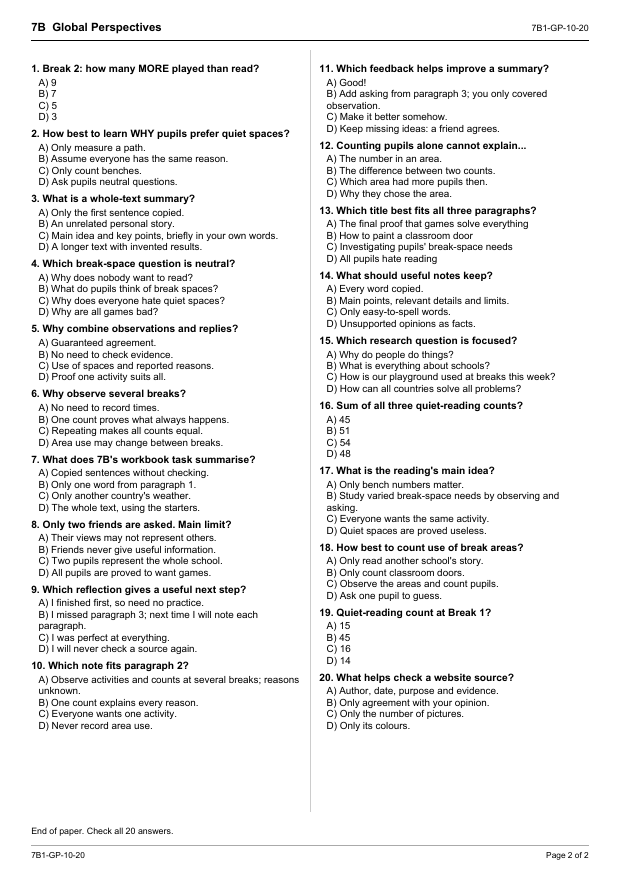 7B Global Perspectives
7B1-GP-10-20
1. Break 2: how many MORE played than read?
A) 9
B) 7
C) 5
D) 3
2. How best to learn WHY pupils prefer quiet spaces?
A) Only measure a path.
B) Assume everyone has the same reason.
C) Only count benches.
D) Ask pupils neutral questions.
3. What is a whole-text summary?
A) Only the first sentence copied.
B) An unrelated personal story.
C) Main idea and key points, briefly in your own words.
D) A longer text with invented results.
4. Which break-space question is neutral?
A) Why does nobody want to read?
B) What do pupils think of break spaces?
C) Why does everyone hate quiet spaces?
D) Why are all games bad?
5. Why combine observations and replies?
A) Guaranteed agreement.
B) No need to check evidence.
C) Use of spaces and reported reasons.
D) Proof one activity suits all.
6. Why observe several breaks?
A) No need to record times.
B) One count proves what always happens.
C) Repeating makes all counts equal.
D) Area use may change between breaks.
7. What does 7B's workbook task summarise?
A) Copied sentences without checking.
B) Only one word from paragraph 1.
C) Only another country's weather.
D) The whole text, using the starters.
8. Only two friends are asked. Main limit?
A) Their views may not represent others.
B) Friends never give useful information.
C) Two pupils represent the whole school.
D) All pupils are proved to want games.
9. Which reflection gives a useful next step?
A) I finished first, so need no practice.
B) I missed paragraph 3; next time I will note each
paragraph.
C) I was perfect at everything.
D) I will never check a source again.
10. Which note fits paragraph 2?
A) Observe activities and counts at several breaks; reasons
unknown.
B) One count explains every reason.
C) Everyone wants one activity.
D) Never record area use.
11. Which feedback helps improve a summary?
A) Good!
B) Add asking from paragraph 3; you only covered
observation.
C) Make it better somehow.
D) Keep missing ideas: a friend agrees.
12. Counting pupils alone cannot explain...
A) The number in an area.
B) The difference between two counts.
C) Which area had more pupils then.
D) Why they chose the area.
13. Which title best fits all three paragraphs?
A) The final proof that games solve everything
B) How to paint a classroom door
C) Investigating pupils' break-space needs
D) All pupils hate reading
14. What should useful notes keep?
A) Every word copied.
B) Main points, relevant details and limits.
C) Only easy-to-spell words.
D) Unsupported opinions as facts.
15. Which research question is focused?
A) Why do people do things?
B) What is everything about schools?
C) How is our playground used at breaks this week?
D) How can all countries solve all problems?
16. Sum of all three quiet-reading counts?
A) 45
B) 51
C) 54
D) 48
17. What is the reading's main idea?
A) Only bench numbers matter.
B) Study varied break-space needs by observing and
asking.
C) Everyone wants the same activity.
D) Quiet spaces are proved useless.
18. How best to count use of break areas?
A) Only read another school's story.
B) Only count classroom doors.
C) Observe the areas and count pupils.
D) Ask one pupil to guess.
19. Quiet-reading count at Break 1?
A) 15
B) 45
C) 16
D) 14
20. What helps check a website source?
A) Author, date, purpose and evidence.
B) Only agreement with your opinion.
C) Only the number of pictures.
D) Only its colours.
End of paper. Check all 20 answers.
7B1-GP-10-20
Page 2 of 2